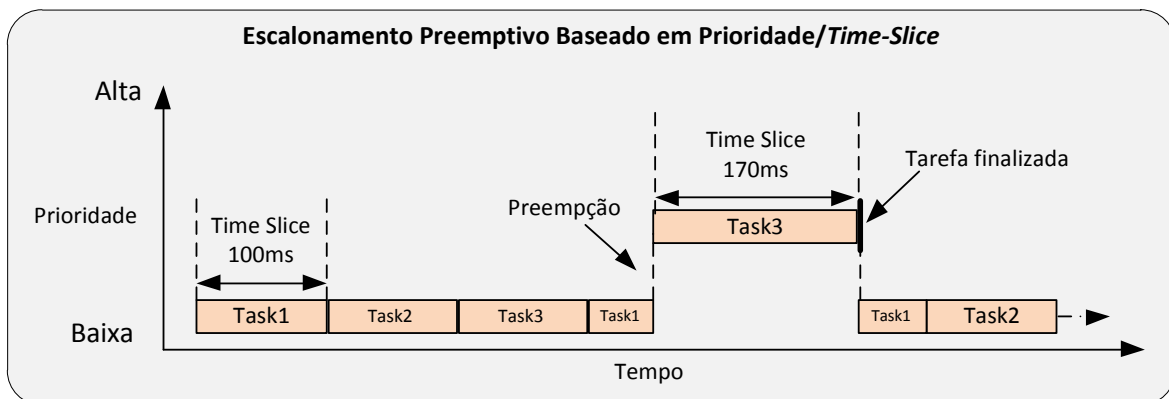 Escalonamento Preemptivo Baseado em Prioridade/Time-Slice
Alta
Time Slice
170ms
Tarefa finalizada
Prioridade
Preempção
Task3
Time Slice
100ms
Task1
Task2
Task3
Task1
Task1
Task2
Baixa
Tempo